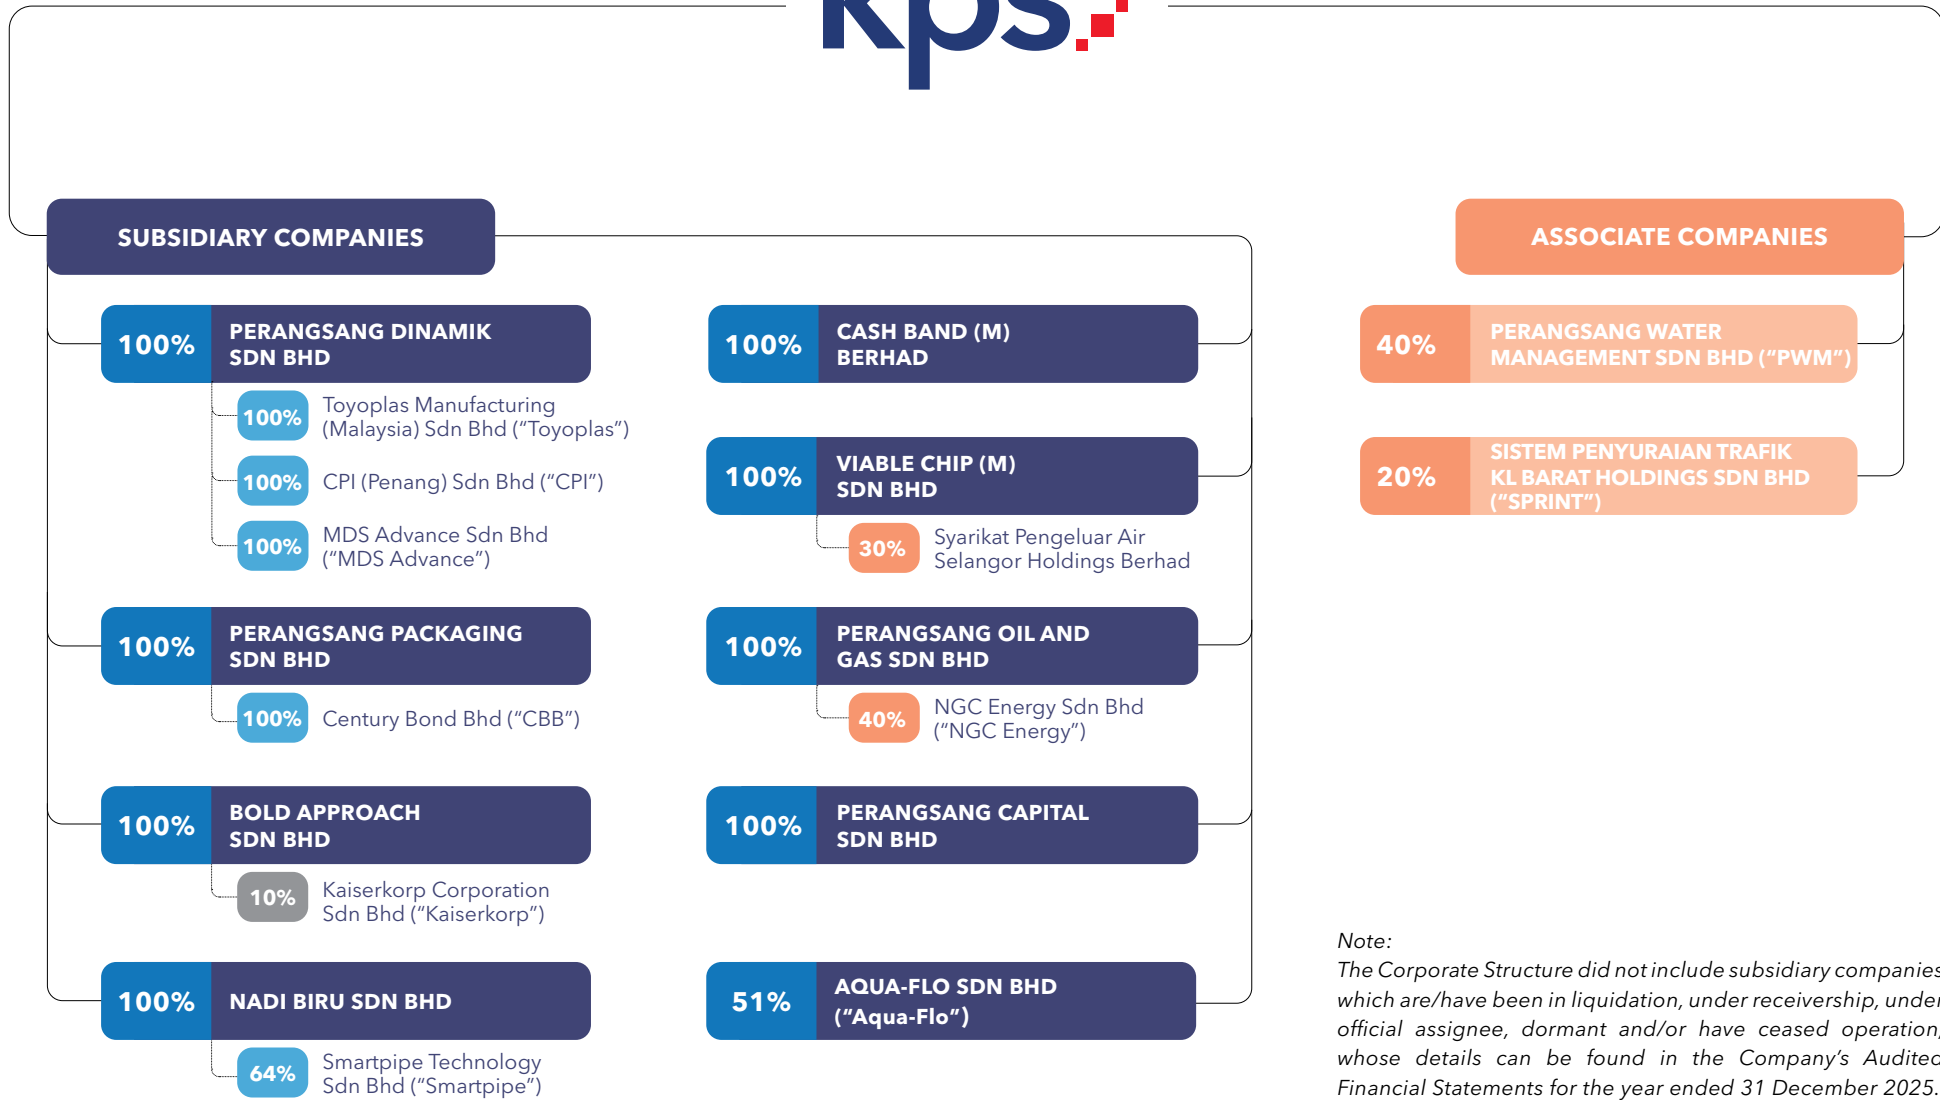 kps
SUBSIDIARY COMPANIES
100%
PERANGSANG DINAMIK
SDN BHD
100%
Toyoplas Manufacturing
(Malaysia) Sdn Bhd (“Toyoplas”)
100%
CPI (Penang) Sdn Bhd (“CPI”)
100%
MDS Advance Sdn Bhd
(“MDS Advance”)
100%
PERANGSANG PACKAGING
SDN BHD
100%
Century Bond Bhd (“CBB”)
100%
BOLD APPROACH
SDN BHD
10%
Kaiserkorp Corporation
Sdn Bhd (“Kaiserkorp”)
100%
NADI BIRU SDN BHD
64%
Smartpipe Technology
Sdn Bhd (“Smartpipe”)
100%
CASH BAND (M)
BERHAD
100%
VIABLE CHIP (M)
SDN BHD
30%
Syarikat Pengeluar Air
Selangor Holdings Berhad
100%
PERANGSANG OIL AND
GAS SDN BHD
40%
NGC Energy Sdn Bhd
(“NGC Energy”)
100%
PERANGSANG CAPITAL
SDN BHD
51%
AQUA-FLO SDN BHD
(“Aqua-Flo”)
ASSOCIATE COMPANIES
40%
PERANGSANG WATER
MANAGEMENT SDN BHD (“PWM”)
20%
SISTEM PENYURAIAN TRAFIK
KL BARAT HOLDINGS SDN BHD
(“SPRINT”)
Note:
The Corporate Structure did not include subsidiary companies
which are/have been in liquidation, under receivership, under
official assignee, dormant and/or have ceased operation,
whose details can be found in the Company’s Audited
Financial Statements for the year ended 31 December 2025.